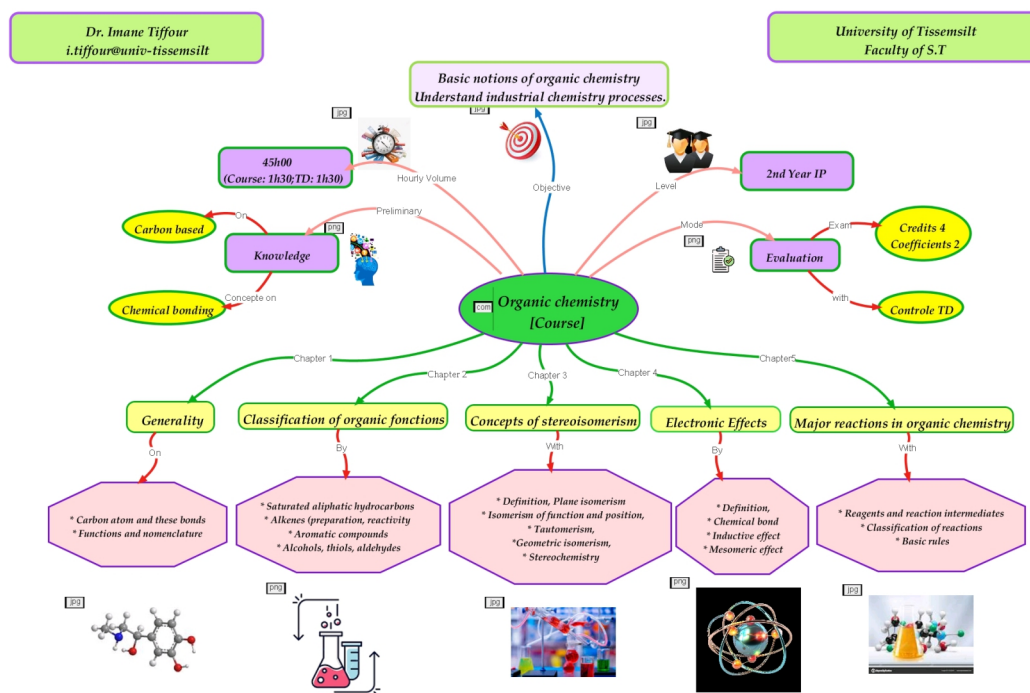 Dr. Imane Tiffour
i.tiffour@univ-tissemsilt
University of Tissemsilt
Faculty of S.T
Basic notions of organic chemistry
Understand industrial chemistry processes.
jpg
jpg
jpg
45h00
(Course: 1h30;TD: 1h30)
Hourly Volume
Objective
Level
2nd Year IP
Preliminary
On
Carbon based
png
Knowledge
Concepte on
Chemical bonding
Mode
png
Evaluation
Exam
Credits 4
Coefficients 2
with
Controle TD
com
Organic chemistry
[Course]
Chapter 1
Chapter 2
Chapter 3
Chapter 4
Chapter5
Generality
Classification of organic fonctions
Concepts of stereoisomerism
Electronic Effects
Major reactions in organic chemistry
On
By
With
By
With
* Carbon atom and these bonds
* Functions and nomenclature
* Saturated aliphatic hydrocarbons
* Alkenes (preparation, reactivity
* Aromatic compounds
* Alcohols, thiols, aldehydes
* Definition, Plane isomerism
* Isomerism of function and position,
* Tautomerism,
*Geometric isomerism,
* Stereochemistry
* Definition,
* Chemical bond
* Inductive effect
* Mesomeric effect
* Reagents and reaction intermediates
* Classification of reactions
* Basic rules
jpg
png
jpg
png
jpg